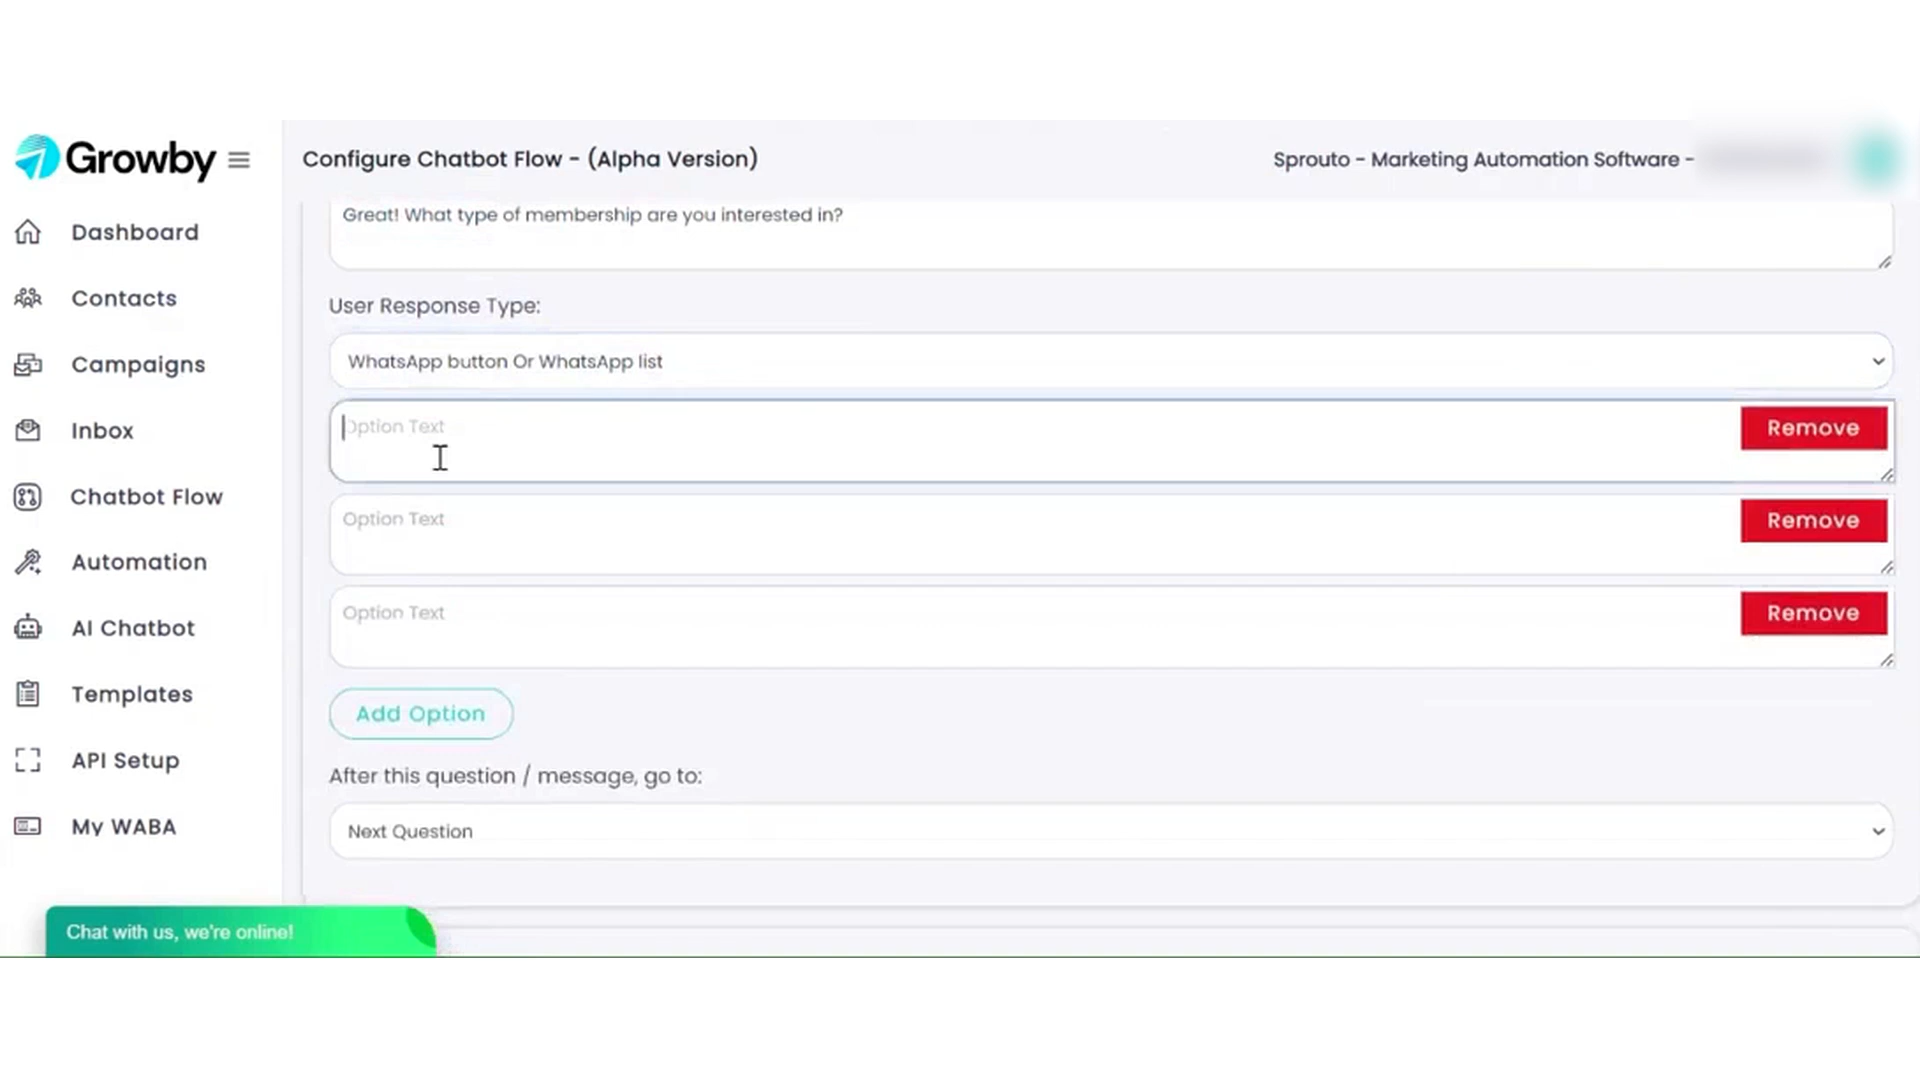 Growby
Configure Chatbot Flow - (Alpha Version)
Sprouto - Marketing Automation Software -
Dashboard
Contacts
Campaigns
Inbox
Chatbot Flow
Automation
AI Chatbot
Templates
API Setup
My WABA
Great! What type of membership are you interested in?
User Response Type:
WhatsApp button Or WhatsApp list
Option Text
Remove
Option Text
Remove
Option Text
Remove
Add Option
After this question / message, go to:
Next Question
Chat with us, we're online!